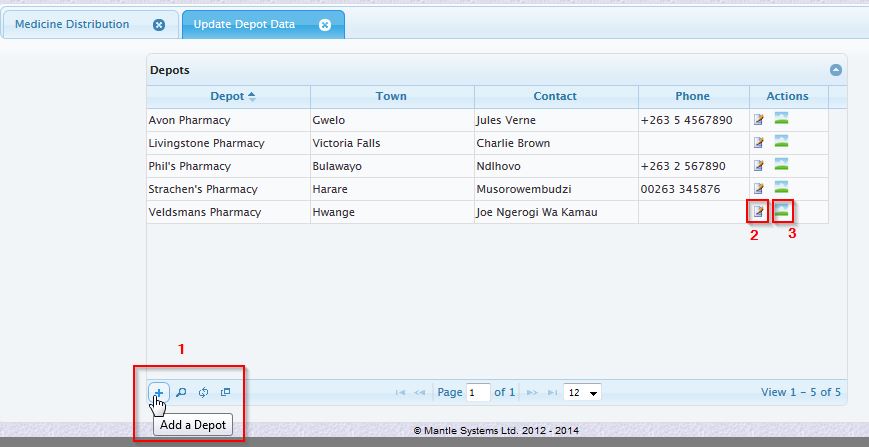 Medicine Distribution Update Depot Data
Depots
Depot Town Contact Phone Actions
Avon Pharmacy Gwelo Jules Verne +263 5 4567890
Livingstone Pharmacy Victoria Falls Charlie Brown
Phil's Pharmacy Bulawayo Ndlhovo +263 2 567890
Strachen's Pharmacy Harare Musorowembudzi 00263 345876
Veldsmans Pharmacy Hwange Joe Ngerogi Wa Kamau
2 3
1
Page 1 of 1 12 View 1 - 5 of 5
Add a Depot
© Mantle Systems Ltd. 2012 - 2014